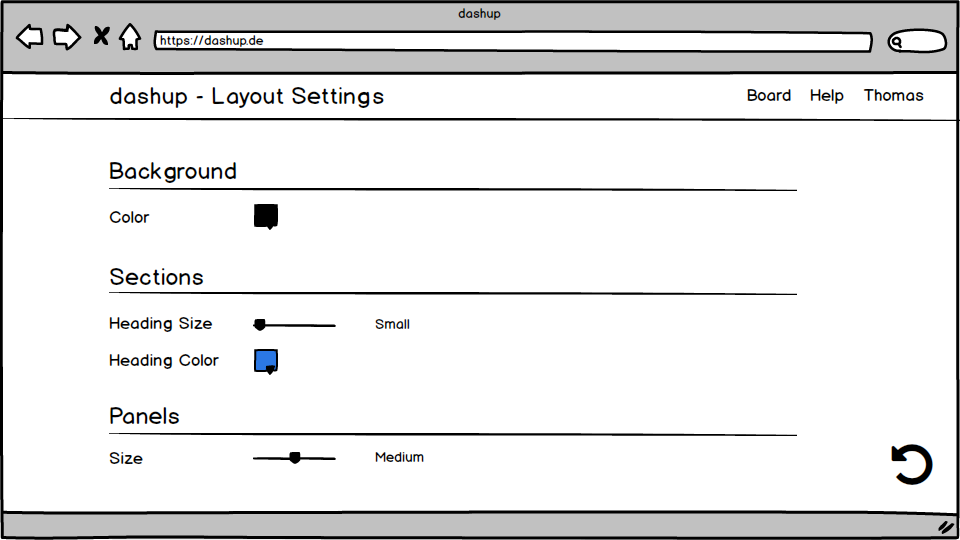 dashup
https://dashup.de
dashup - Layout Settings
Board Help Thomas
Background
Color
Sections
Heading Size Small
Heading Color
Panels
Size Medium